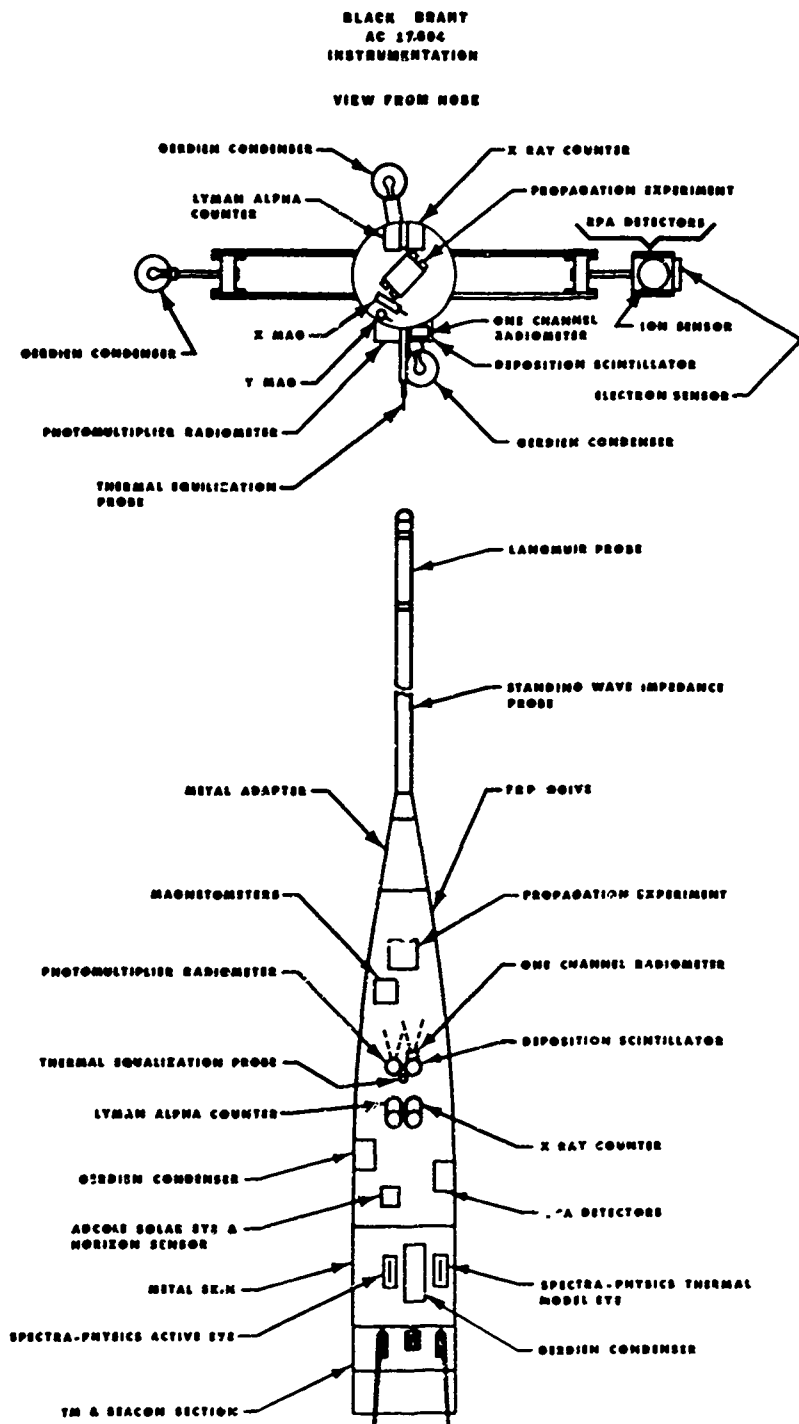 BLACK BRANT
AC 17.604
INSTRUMENTATION
VIEW FROM NOSE
GERDIEN CONDENSER
X RAY COUNTER
LYMAN ALPHA
COUNTER
PROPAGATION EXPERIMENT
RPA DETECTORS
X MAG
ONE CHANNEL
RADIOMETER
ION SENSOR
GERDIEN CONDENSER
Y MAG
DEPOSITION SCINTILLATOR
ELECTRON SENSOR
PHOTOMULTIPLIER RADIOMETER
GERDIEN CONDENSER
THERMAL EQUILIZATION
PROBE
LANGMUIR PROBE
STANDING WAVE IMPEDANCE
PROBE
METAL ADAPTER
FRP OGIVE
MAGNETOMETERS
PROPAGATION EXPERIMENT
PHOTOMULTIPLIER RADIOMETER
ONE CHANNEL RADIOMETER
THERMAL EQUALIZATION PROBE
DEPOSITION SCINTILLATOR
LYMAN ALPHA COUNTER
X RAY COUNTER
GERDIEN CONDENSER
DETECTORS
ADCOLE SOLAR EYE &
HORIZON SENSOR
METAL SKIN
SPECTRA-PHYSICS THERMAL
MODEL EYE
SPECTRA-PHYSICS ACTIVE EYE
GERDIEN CONDENSER
TM & BEACON SECTION